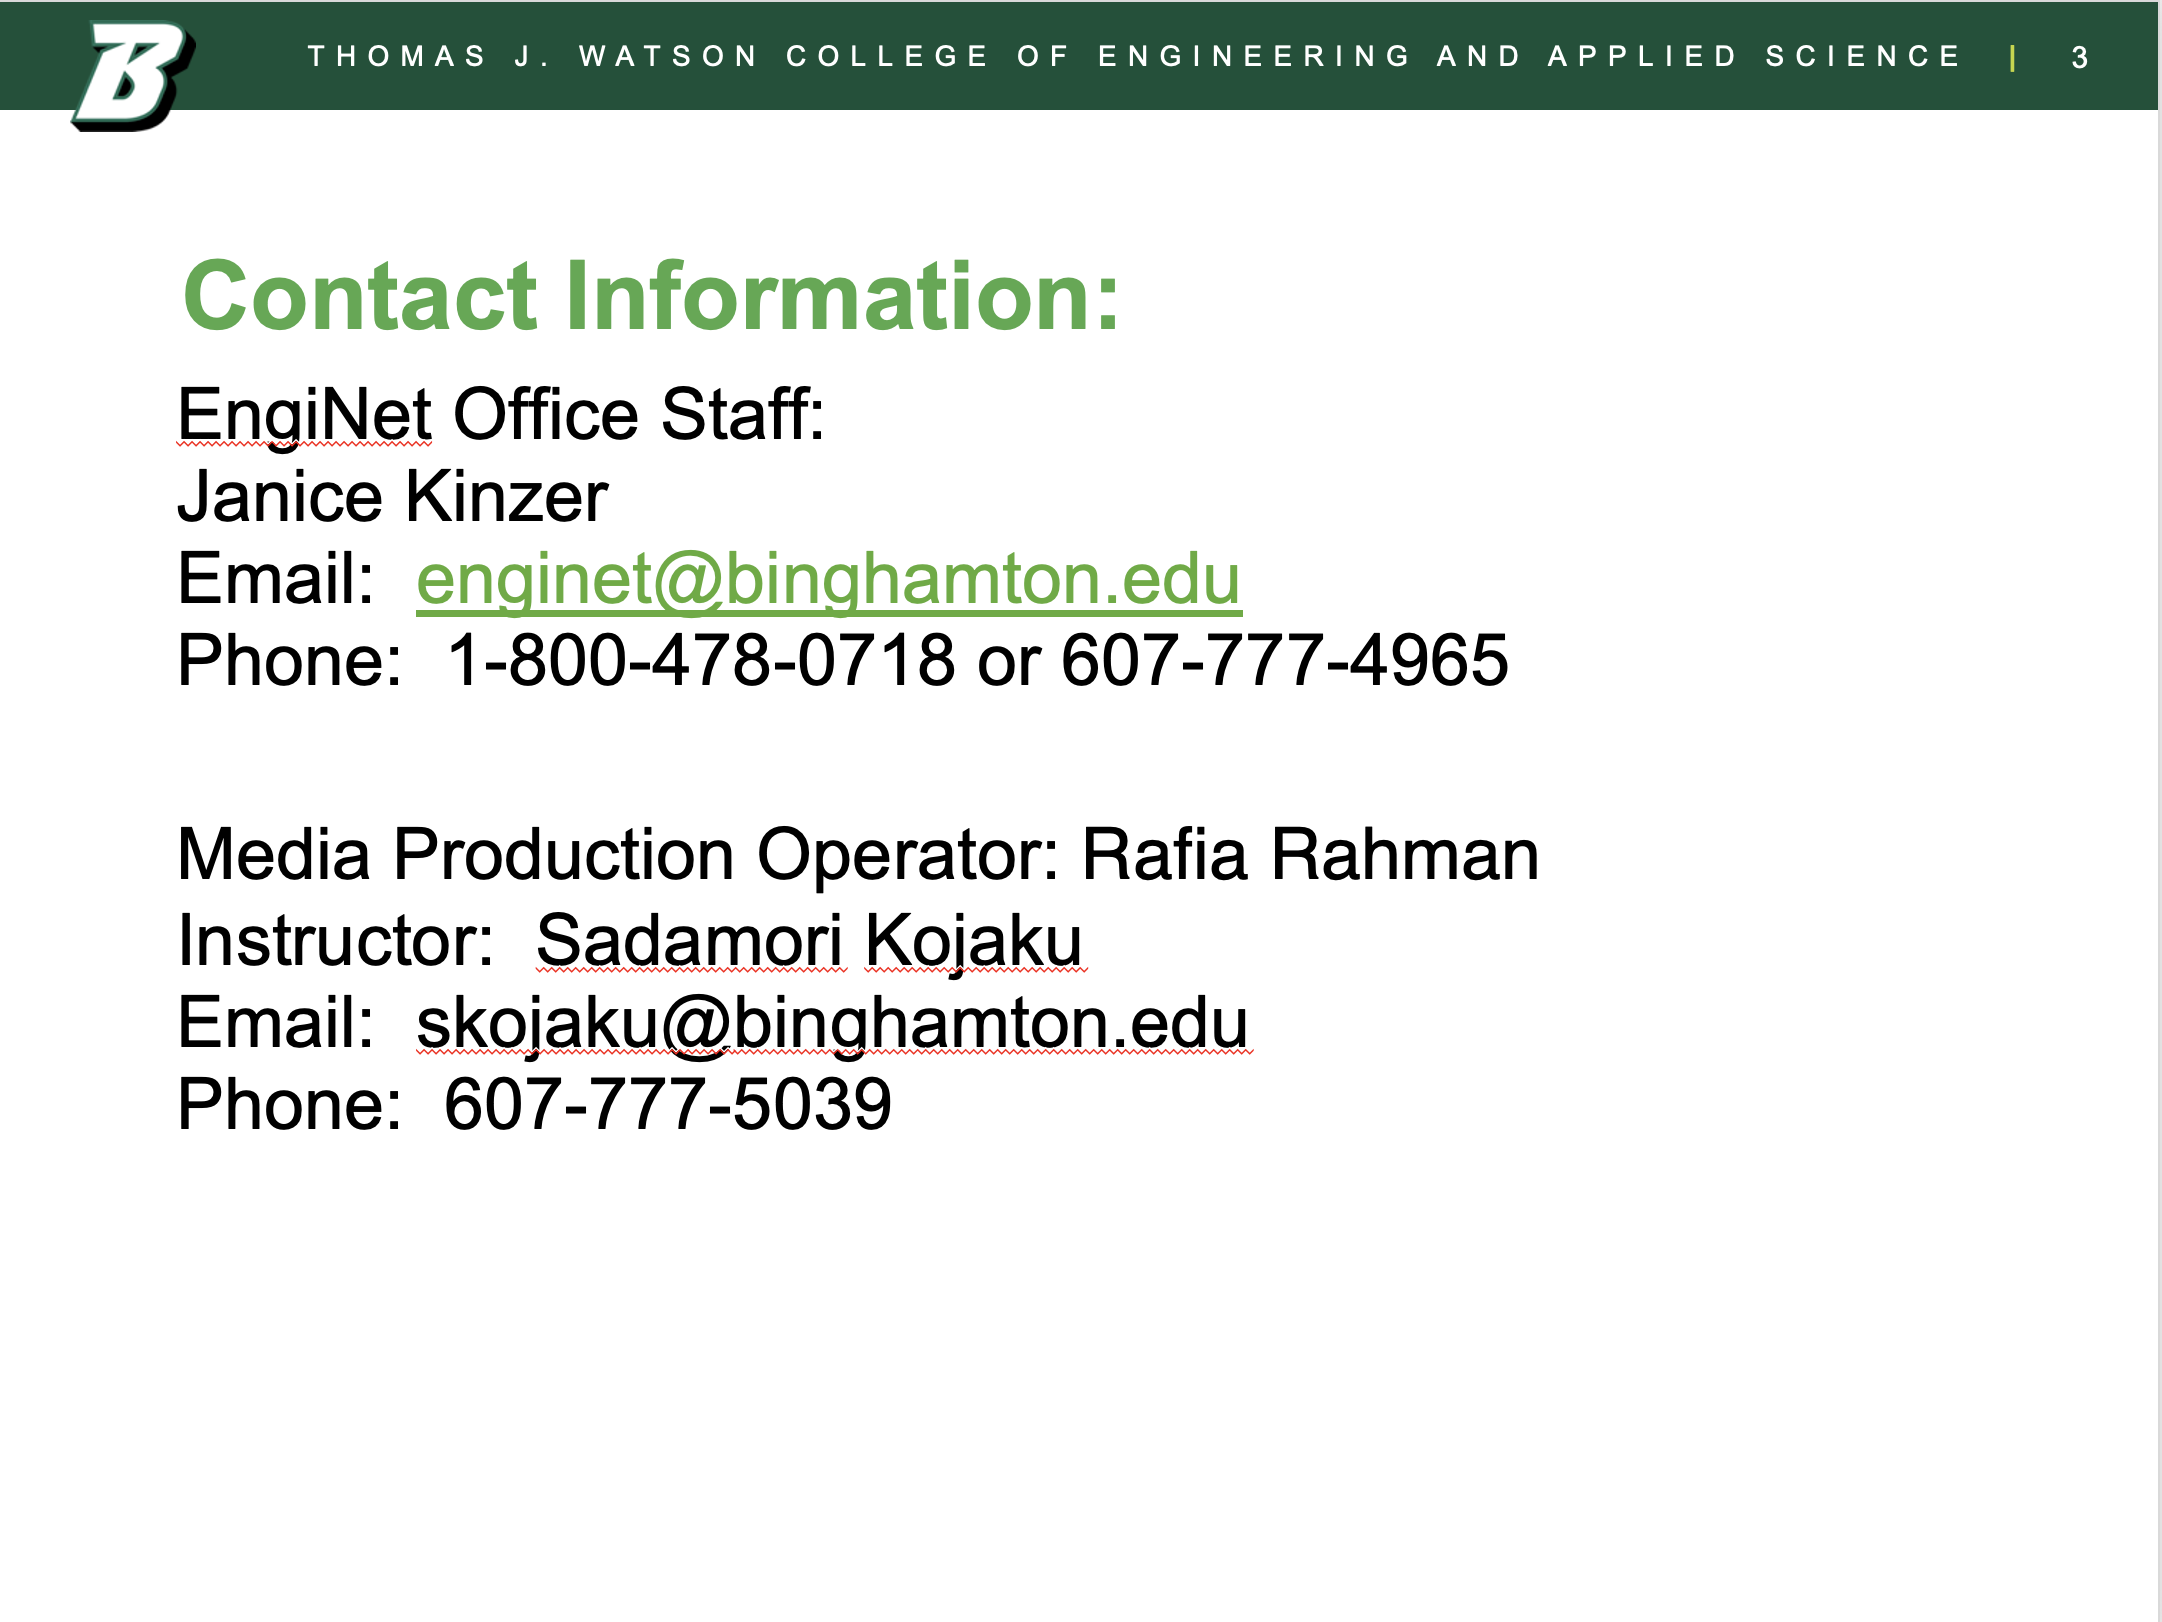 B
THOMAS J. WATSON COLLEGE OF ENGINEERING AND APPLIED SCIENCE | 3
Contact Information:
EngiNet Office Staff:
Janice Kinzer
Email: enginet@binghamton.edu
Phone: 1-800-478-0718 or 607-777-4965
Media Production Operator: Rafia Rahman
Instructor: Sadamori Kojaku
Email: skojaku@binghamton.edu
Phone: 607-777-5039